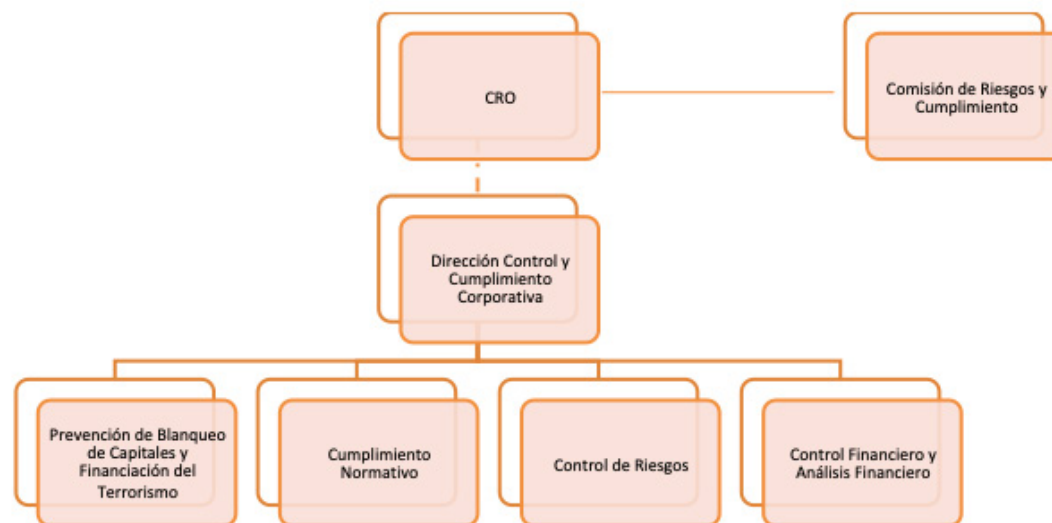 CRO
Comisión de Riesgos y
Cumplimiento
Dirección Control y
Cumplimiento
Corporativa
Prevención de Blanqueo
de Capitales y
Financiación del
Terrorismo
Cumplimiento
Normativo
Control de Riesgos
Control Financiero y
Análisis Financiero